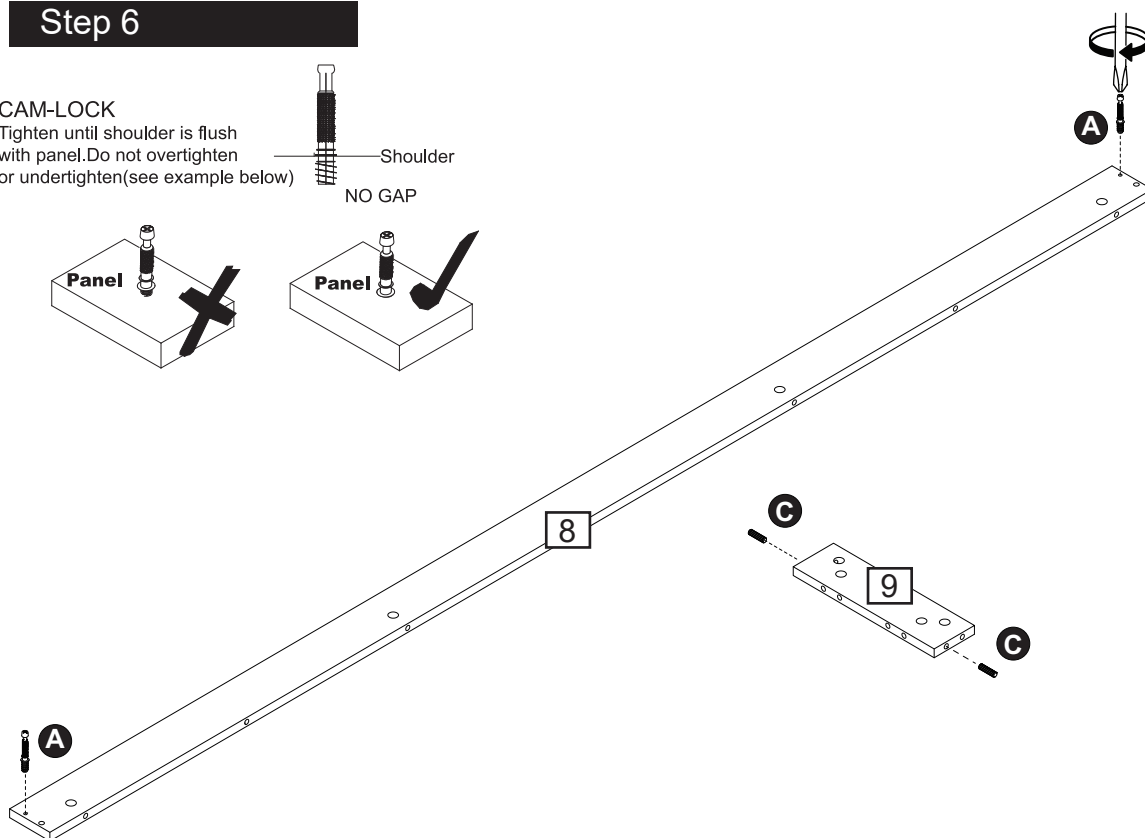 Step 6
CAM-LOCK
Tighten until shoulder is flush
with panel.Do not overtighten
or undertighten(see example below)
Shoulder
NO GAP
Panel
Panel
A
8
C
9
C
A